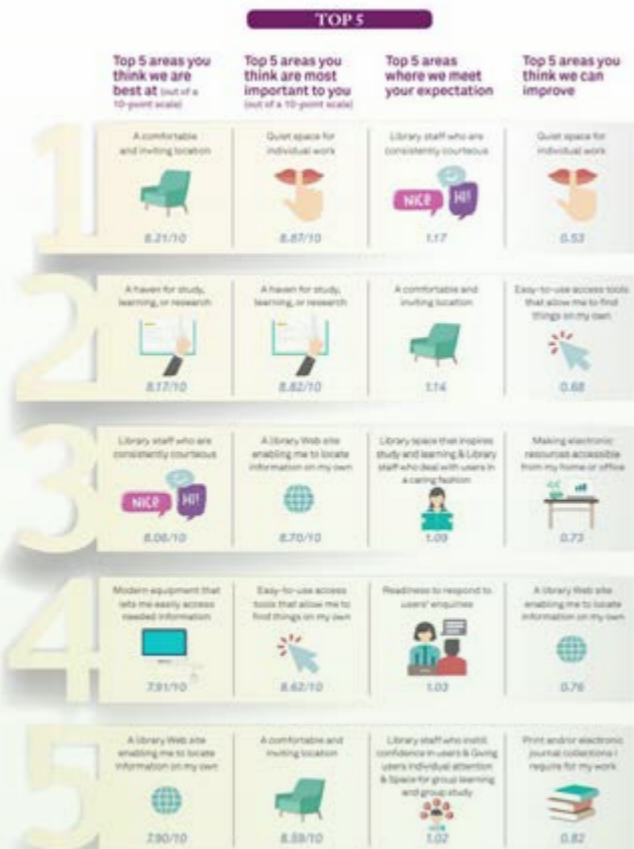 TOP 5
Top 5 areas you
think we are
best at (out of a
10-point scale)
Top 5 areas you
think are most
important to you
(out of a 10-point scale)
Top 5 areas
where we meet
your expectation
Top 5 areas you
think we can
improve
1
A comfortable
and inviting location
8.21/10
Quiet space for
individual work
8.87/10
Library staff who are
consistently courteous
NICE
HI!
1.17
Quiet space for
individual work
0.53
2
A haven for study,
learning, or research
8.17/10
A haven for study,
learning, or research
8.82/10
A comfortable and
inviting location
1.14
Easy-to-use access tools
that allow me to find
things on my own
0.68
3
Library staff who are
consistently courteous
NICE
HI!
8.06/10
A library Web site
enabling me to locate
information on my own
8.70/10
Library space that inspires
study and learning & Library
staff who deal with users in
a caring fashion
1.09
Making electronic
resources accessible
from my home or office
0.73
4
Modern equipment that
lets me easily access
needed information
7.91/10
Easy-to-use access
tools that allow me to
find things on my own
8.62/10
Readiness to respond to
users' enquiries
1.03
A library Web site
enabling me to locate
information on my own
0.76
5
A library Web site
enabling me to locate
information on my own
7.90/10
A comfortable and
inviting location
8.59/10
Library staff who instil
confidence in users & Giving
users individual attention
& Space for group learning
and group study
1.02
Print and/or electronic
journal collections I
require for my work
0.82